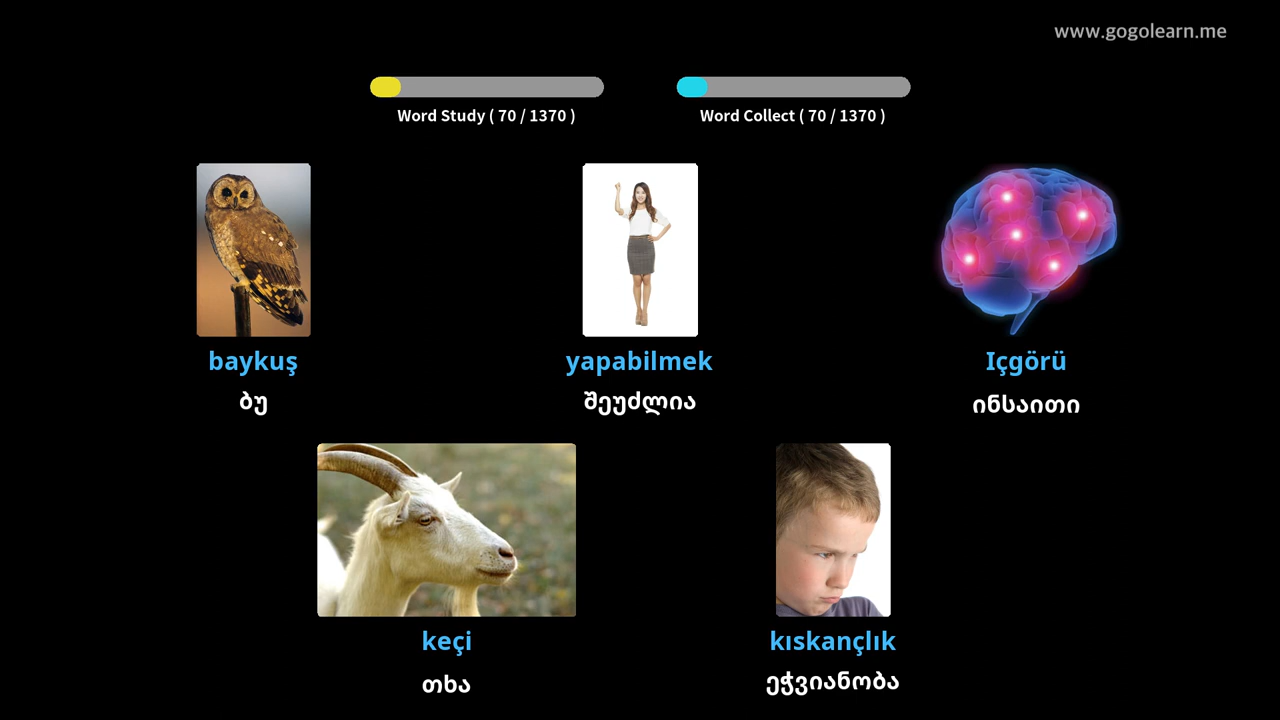 www.gogolearn.me
Word Study ( 70 / 1370 )
Word Collect ( 70 / 1370 )
baykuş
yapabilmek
Içgörü
ბუ
შეუძლია
ინსაითი
keçi
kıskançlık
თხა
ეჭვიანობა